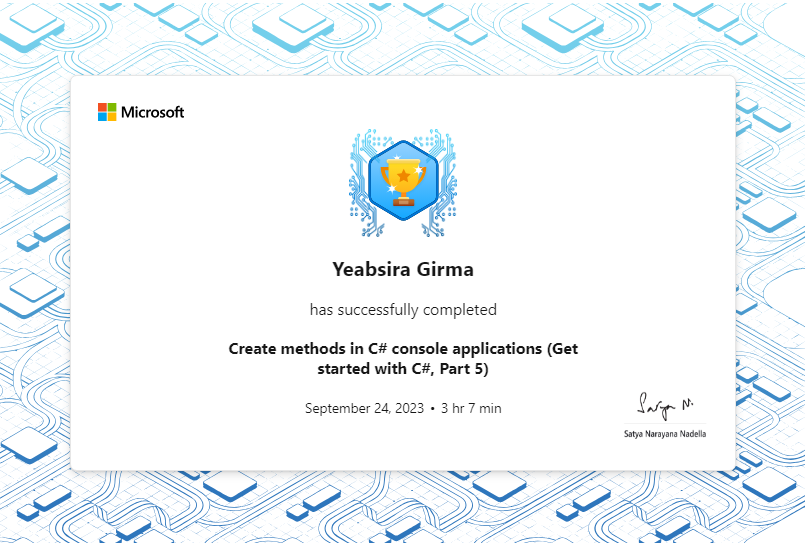 Microsoft
Yeabsira Girma
has successfully completed
Create methods in C# console applications (Get
started with C#, Part 5)
September 24, 2023 • 3 hr 7 min
Satya N.
Satya Narayana Nadella